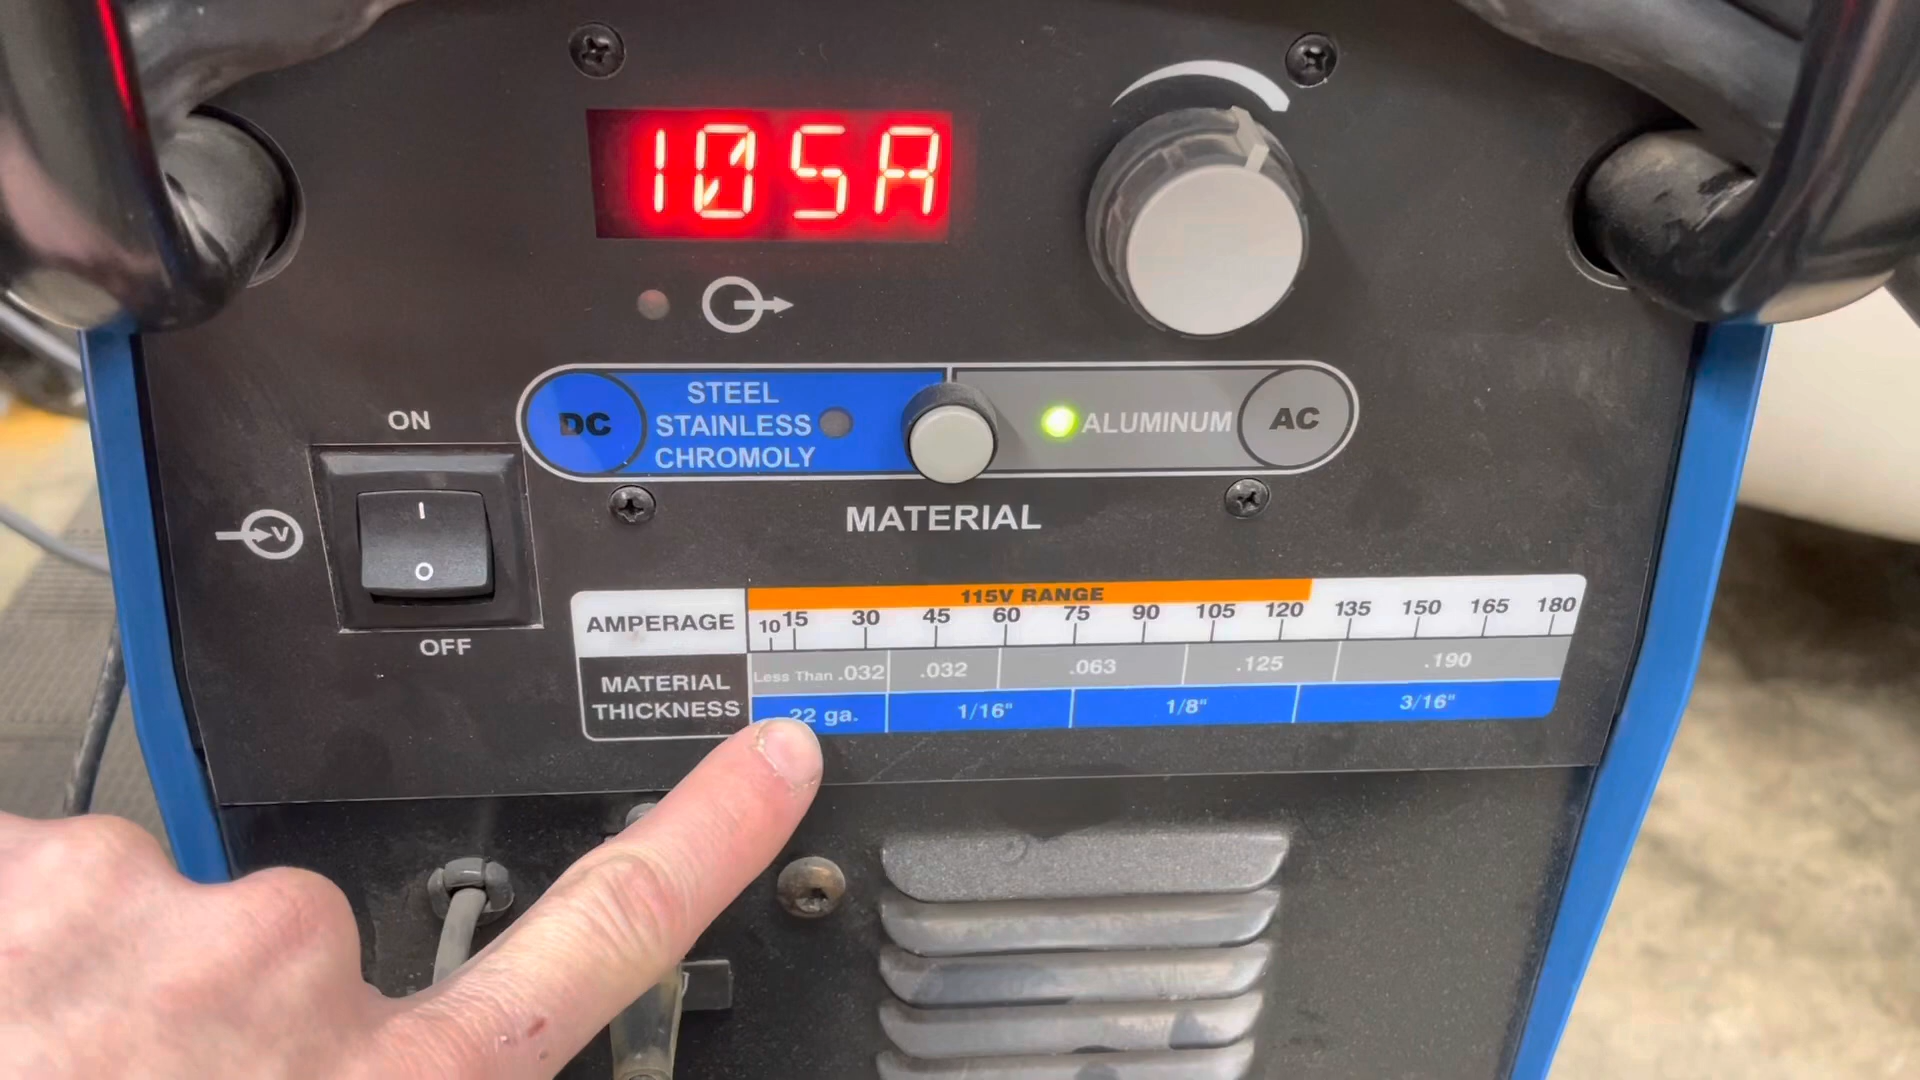 105A
DC
STEEL
STAINLESS
CHROMOLY
ALUMINUM
AC
ON
MATERIAL
I
O
V
OFF
115V RANGE
AMPERAGE
10 15 30 45 60 75 90 105 120 135 150 165 180
MATERIAL
THICKNESS
Less Than .032 .032 .063 .125 .190
22 ga. 1/16" 1/8" 3/16"